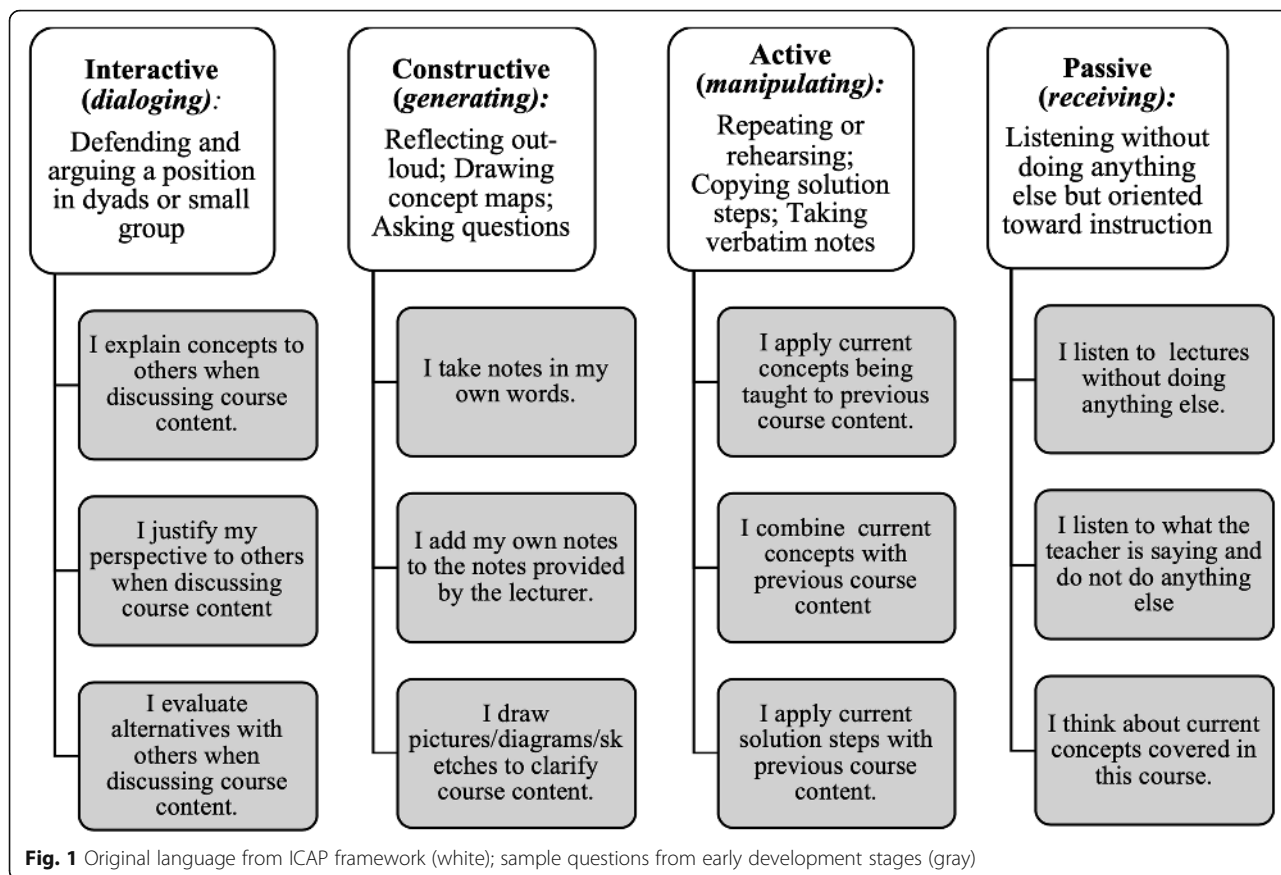 Interactive
(dialoging):
Defending and
arguing a position
in dyads or small
group
I explain concepts to
others when
discussing course
content.
I justify my
perspective to others
when discussing
course content
I evaluate
alternatives with
others when
discussing course
content.
Constructive
(generating):
Reflecting out-
loud; Drawing
concept maps;
Asking questions
I take notes in my
own words.
I add my own notes
to the notes provided
by the lecturer.
I draw
pictures/diagrams/sk
etches to clarify
course content.
Active
(manipulating):
Repeating or
rehearsing;
Copying solution
steps; Taking
verbatim notes
I apply current
concepts being
taught to previous
course content.
I combine current
concepts with
previous course
content
I apply current
solution steps with
previous course
content.
Passive
(receiving):
Listening without
doing anything
else but oriented
toward instruction
I listen to lectures
without doing
anything else.
I listen to what the
teacher is saying and
do not do anything
else
I think about current
concepts covered in
this course.
Fig. 1 Original language from ICAP framework (white); sample questions from early development stages (gray)